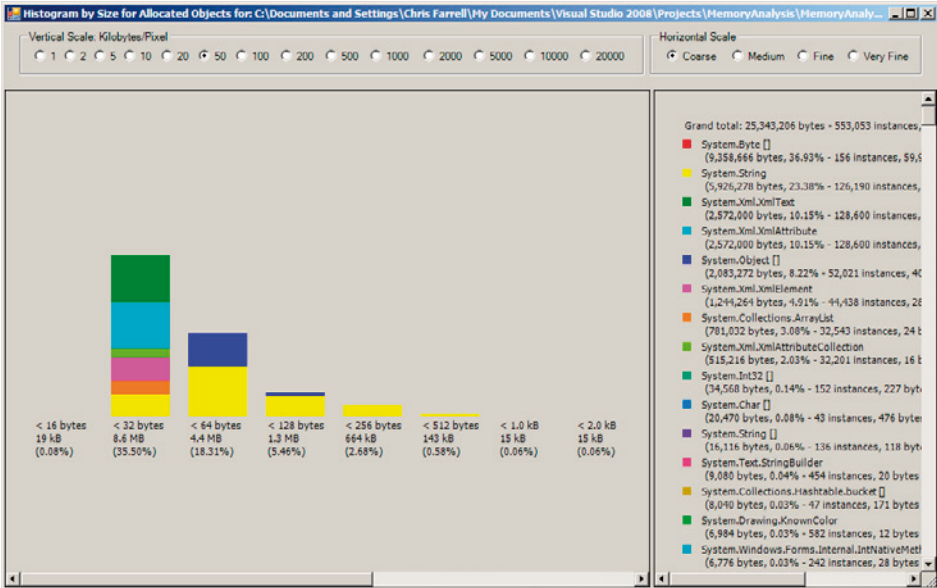 Histogram by Size for Allocated Objects for: C:\Documents and Settings\Chris Farrell\My Documents\Visual Studio 2008\Projects\MemoryAnalysis\MemoryAnaly...
Vertical Scale: Kilobytes/Pixel
1 2 5 10 20 50 100 200 500 1000 2000 5000 10000 20000
Horizontal Scale
Coarse Medium Fine Very Fine
< 16 bytes
19 kB
(0.08%)
< 32 bytes
8.6 MB
(35.50%)
< 64 bytes
4.4 MB
(18.31%)
< 128 bytes
1.3 MB
(5.46%)
< 256 bytes
664 kB
(2.68%)
< 512 bytes
143 kB
(0.58%)
< 1.0 kB
15 kB
(0.06%)
< 2.0 kB
15 kB
(0.06%)
Grand total: 25,343,206 bytes - 553,053 instances,
System.Byte []
(9,358,666 bytes, 36.93% - 156 instances, 59,9
System.String
(5,926,278 bytes, 23.38% - 126,190 instances,
System.Xml.XmlText
(2,572,000 bytes, 10.15% - 128,600 instances,
System.Xml.XmlAttribute
(2,572,000 bytes, 10.15% - 128,600 instances,
System.Object []
(2,083,272 bytes, 8.22% - 52,021 instances, 40
System.Xml.XmlElement
(1,244,264 bytes, 4.91% - 44,438 instances, 28
System.Collections.ArrayList
(781,032 bytes, 3.08% - 32,543 instances, 24 b
System.Xml.XmlAttributeCollection
(515,216 bytes, 2.03% - 32,201 instances, 16 b
System.Int32 []
(34,568 bytes, 0.14% - 152 instances, 227 byt
System.Char []
(20,470 bytes, 0.08% - 43 instances, 476 bytes
System.String []
(16,116 bytes, 0.06% - 136 instances, 118 byt
System.Text.StringBuilder
(9,080 bytes, 0.04% - 454 instances, 20 bytes
System.Collections.Hashtable.bucket []
(8,040 bytes, 0.03% - 47 instances, 171 bytes
System.Drawing.KnownColor
(6,984 bytes, 0.03% - 582 instances, 12 bytes
System.Windows.Forms.Internal.IntNativeMet
(6,776 bytes, 0.03% - 242 instances, 28 bytes